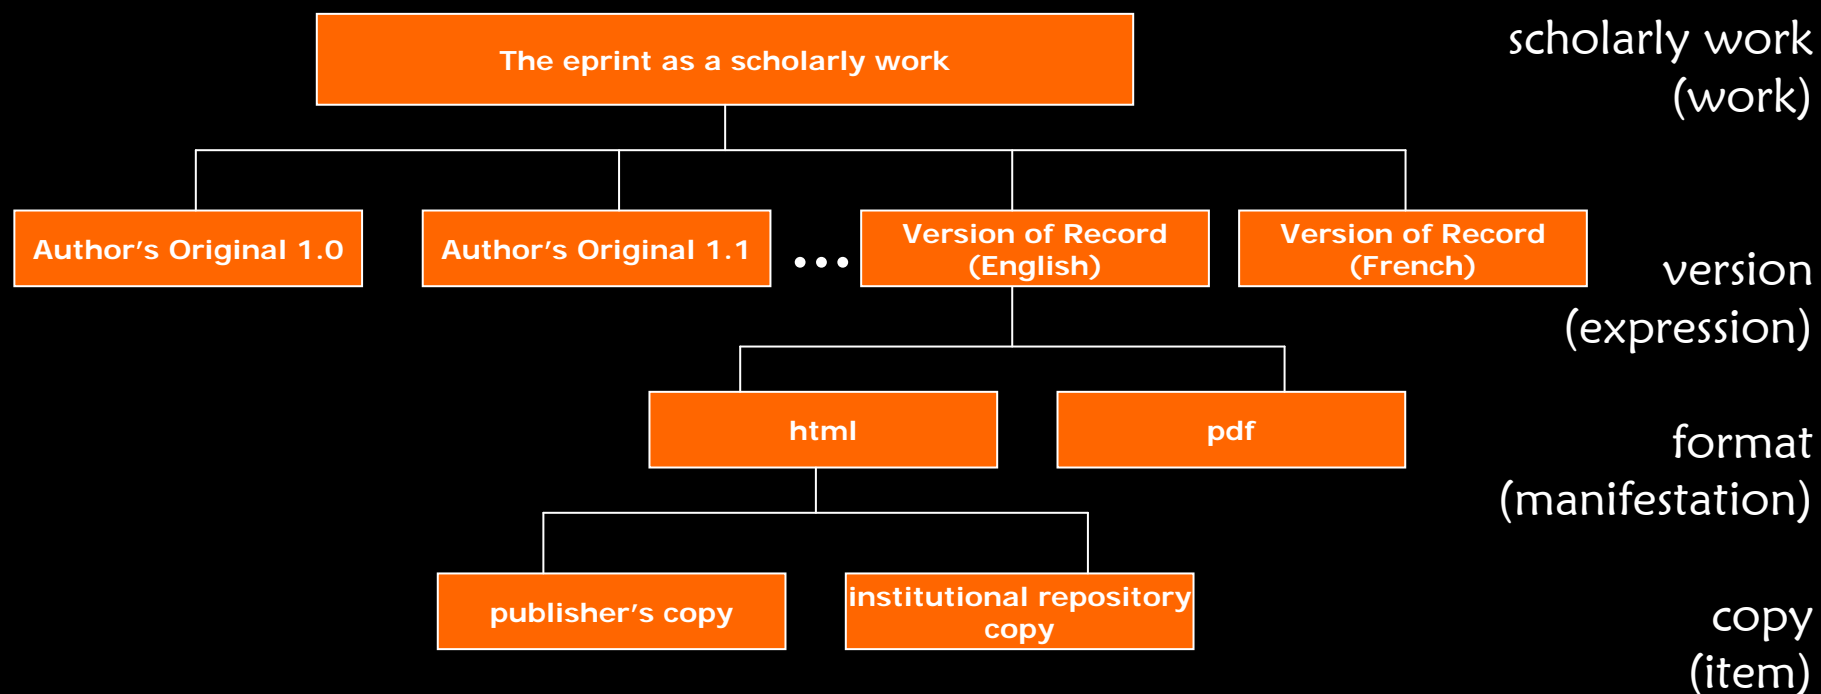 The eprint as a scholarly work
scholarly work
(work)
Author’s Original 1.0
Author’s Original 1.1
...
Version of Record
(English)
Version of Record
(French)
version
(expression)
html
pdf
format
(manifestation)
publisher’s copy
institutional repository
copy
copy
(item)